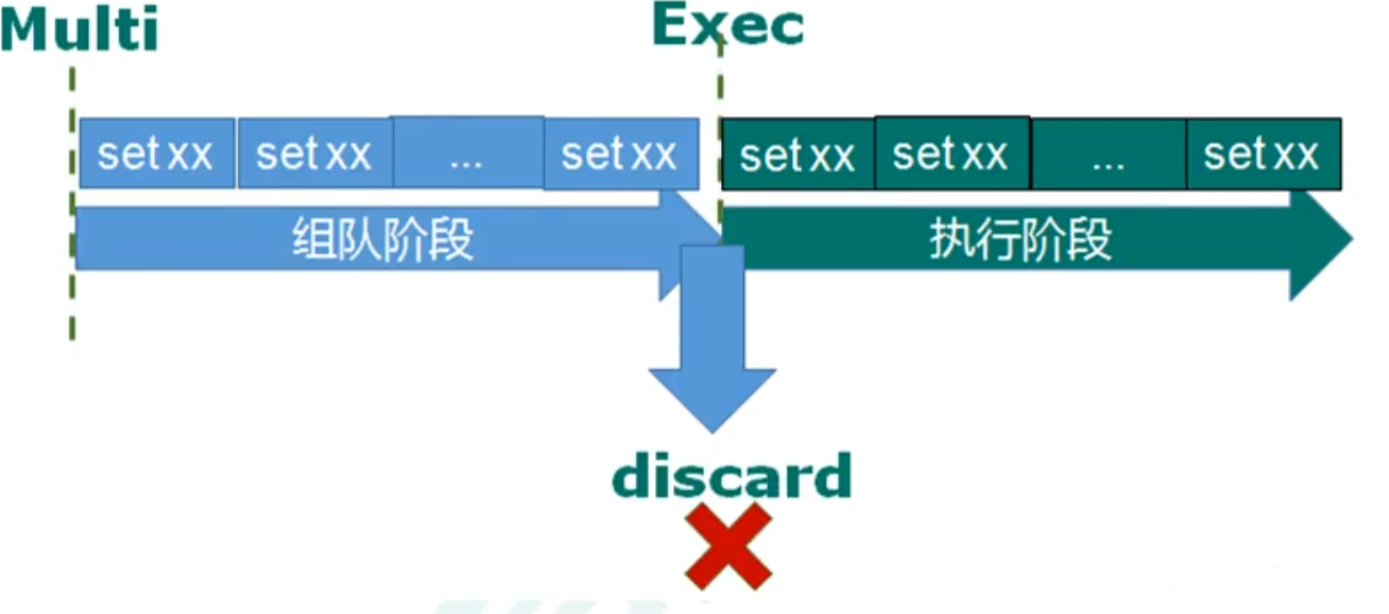 Multi
Exec
set xx set xx ... set xx set xx set xx ... set xx
组队阶段 执行阶段
discard